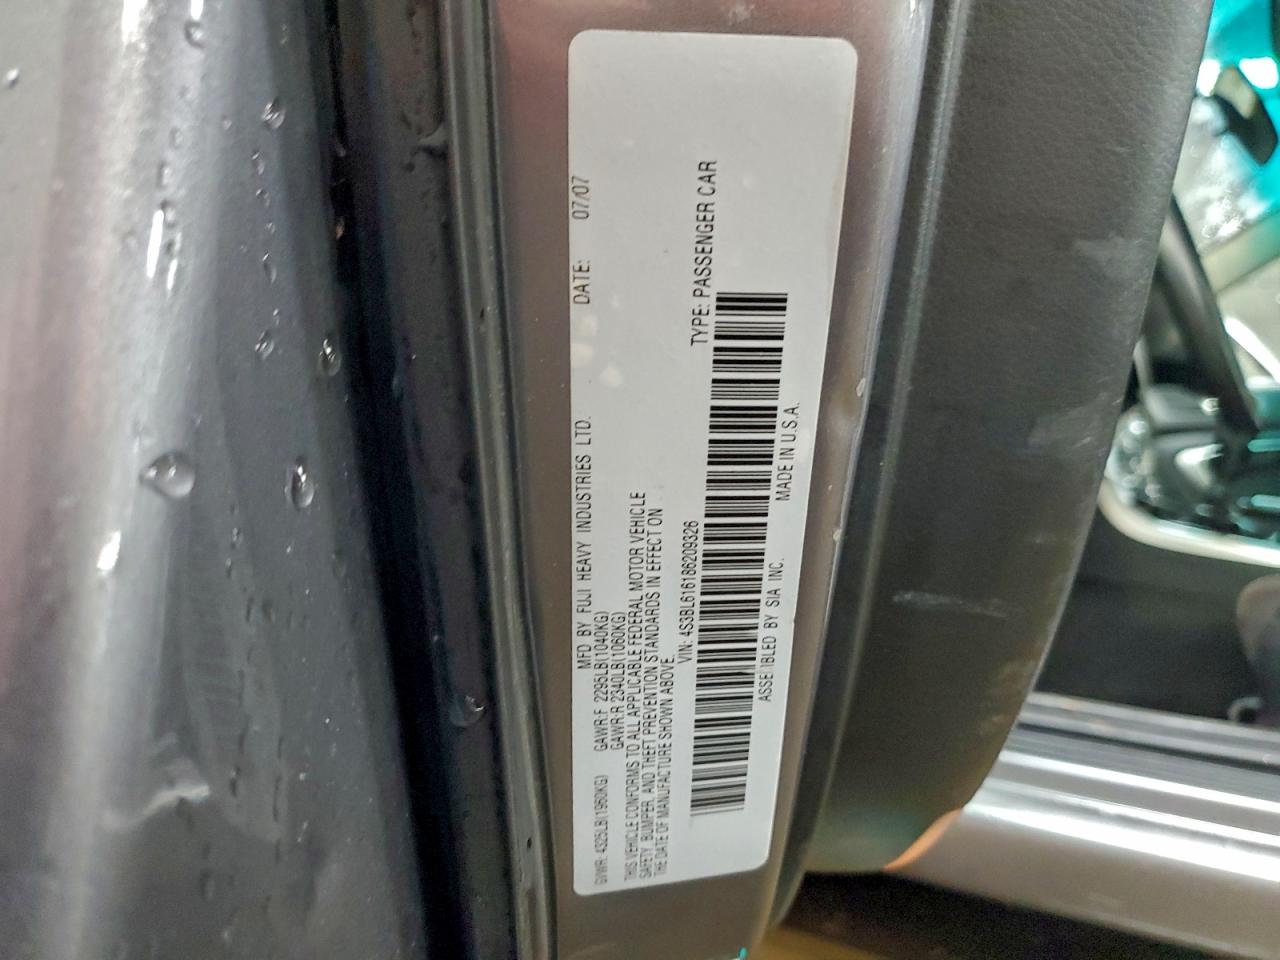 MFD BY FUJI HEAVY INDUSTRIES LTD. DATE: 07/07
GVWR: 4325LB(1960KG) GAWR:F 2295LB(1040KG)
GAWR:R 2340LB(1060KG)
THIS VEHICLE CONFORMS TO ALL APPLICABLE FEDERAL MOTOR VEHICLE
SAFETY, BUMPER, AND THEFT PREVENTION STANDARDS IN EFFECT ON
THE DATE OF MANUFACTURE SHOWN ABOVE.
VIN: 4S3BL616186209326 TYPE: PASSENGER CAR
ASSEMBLED BY SIA INC. MADE IN U.S.A.